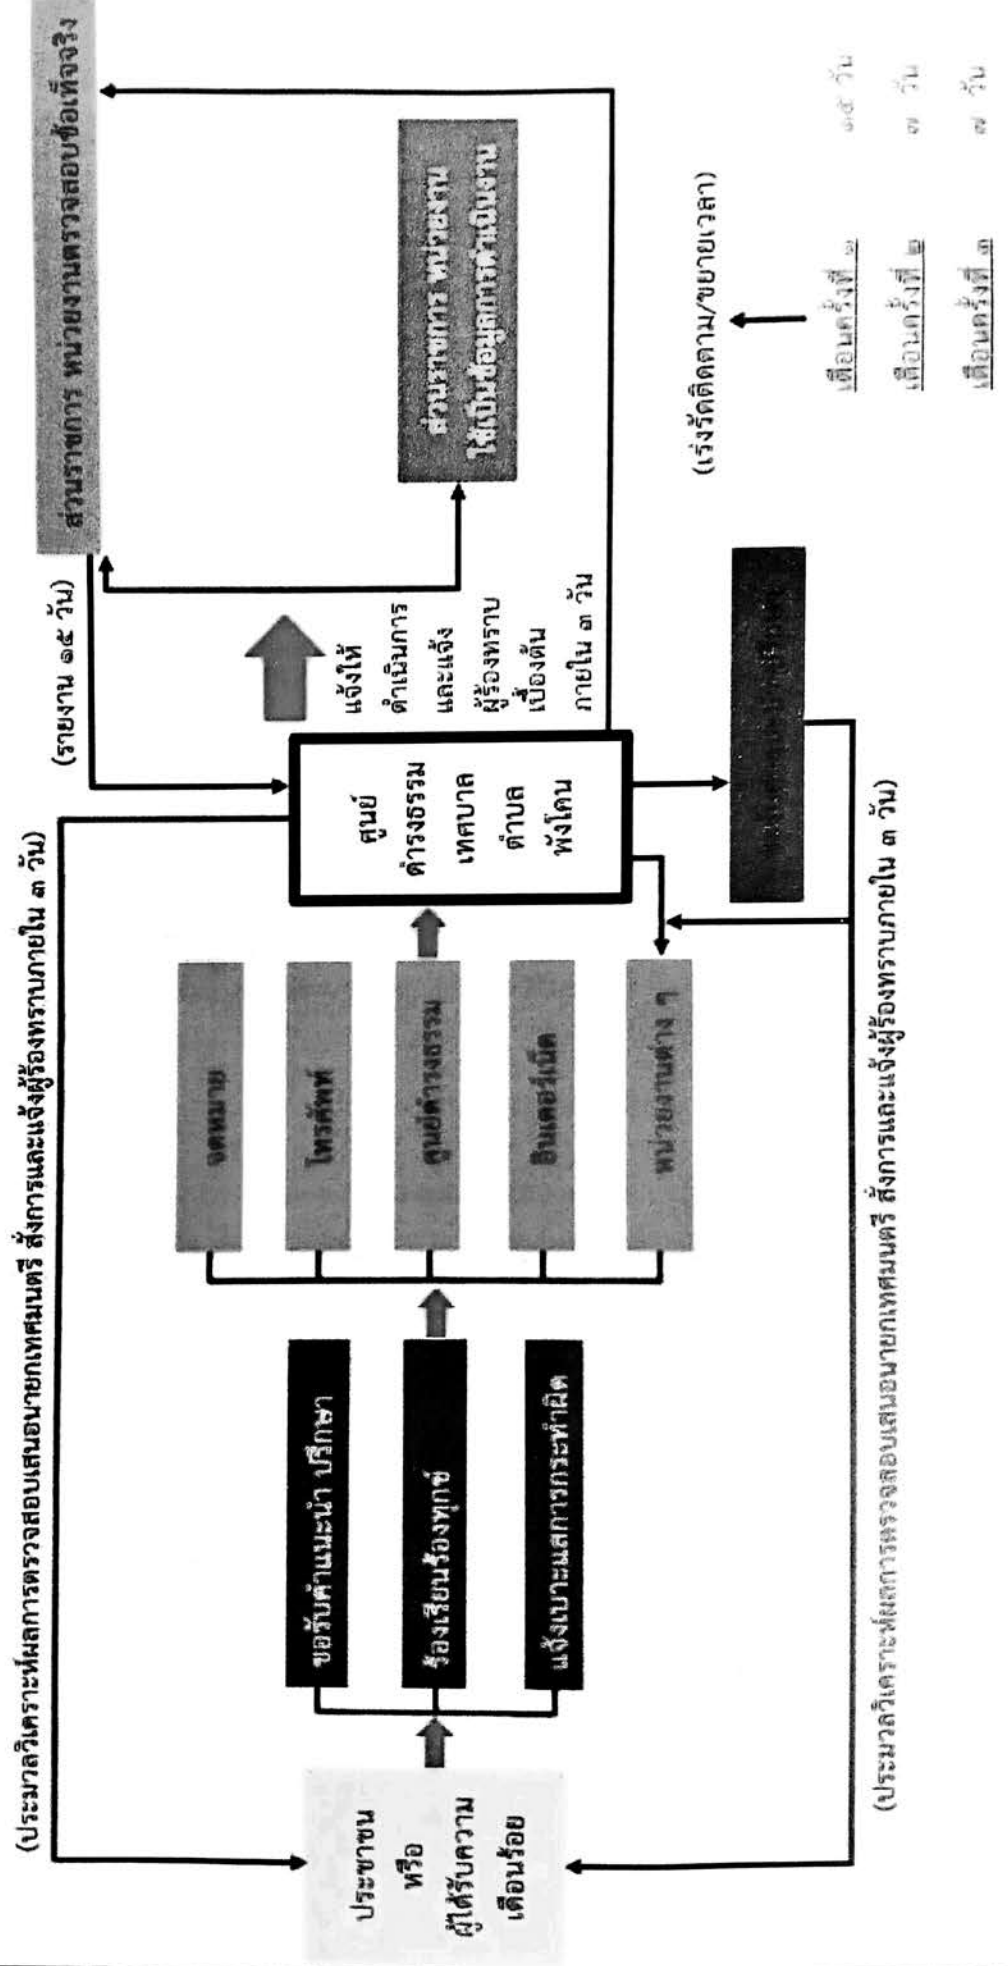 (ประมวลวิเคราะห์ผลการตรวจสอบเสนอนายกเทศมนตรี สั่งการและแจ้งผู้ร้องทราบภายใน ๓ วัน)
(รายงาน ๑๕ วัน)
ส่วนราชการ หน่วยงานตรวจสอบข้อเท็จจริง
ประชาชน
หรือ
ผู้ได้รับความ
เดือนร้อย
ขอรับคำแนะนำ ปรึกษา
ร้องเรียนร้องทุกข์
แจ้งเบาะแสการกระทำผิด
จดหมาย
โทรศัพท์
ศูนย์ดำรงธรรม
อินเตอร์เน็ต
หน่วยงานต่าง ๆ
ศูนย์
ดำรงธรรม
เทศบาล
ตำบล
พังโคน
แจ้งให้
ดำเนินการ
และแจ้ง
ผู้ร้องทราบ
เบื้องต้น
ภายใน ๓ วัน
ส่วนราชการ หน่วยงาน
ใช้เป็นข้อมูลการดำเนินงาน
(เร่งรัดติดตาม/ขยายเวลา)
เตือนครั้งที่ ๑ ๑๕ วัน
เตือนครั้งที่ ๒ ๗ วัน
เตือนครั้งที่ ๓ ๗ วัน
(ประมวลวิเคราะห์ผลการตรวจสอบเสนอนายกเทศมนตรี สั่งการและแจ้งผู้ร้องทราบภายใน ๓ วัน)